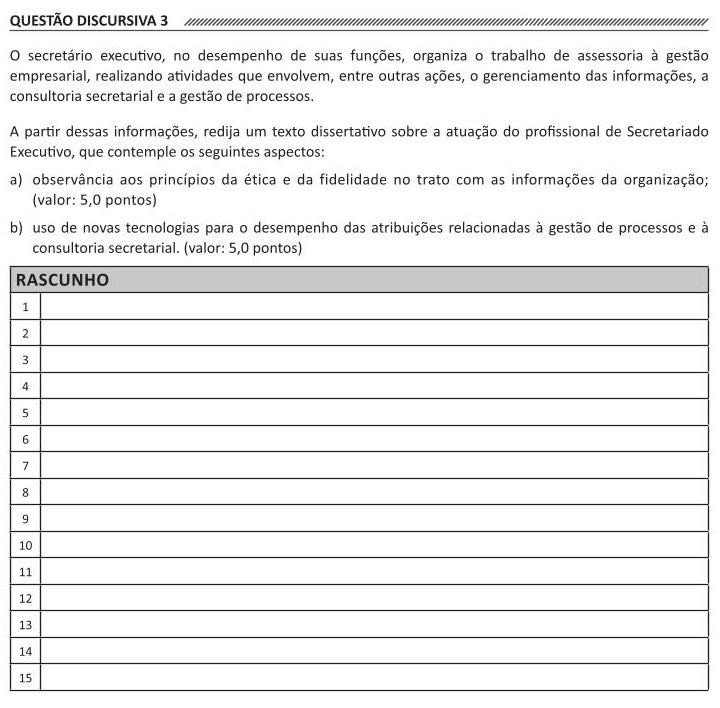 QUESTÃO DISCURSIVA 3
O secretário executivo, no desempenho de suas funções, organiza o trabalho de assessoria à gestão
empresarial, realizando atividades que envolvem, entre outras ações, o gerenciamento das informações, a
consultoria secretarial e a gestão de processos.
A partir dessas informações, redija um texto dissertativo sobre a atuação do profissional de Secretariado
Executivo, que contemple os seguintes aspectos:
a) observância aos princípios da ética e da fidelidade no trato com as informações da organização;
(valor: 5,0 pontos)
b) uso de novas tecnologias para o desempenho das atribuições relacionadas à gestão de processos e à
consultoria secretarial. (valor: 5,0 pontos)
RASCUNHO
1
2
3
4
5
6
7
8
9
10
11
12
13
14
15